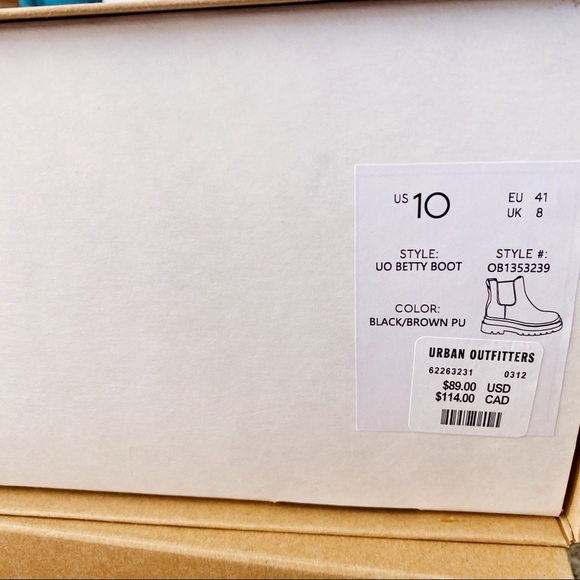 US 10 EU 41
UK 8
STYLE: STYLE #:
UO BETTY BOOT OB1353239
COLOR:
BLACK/BROWN PU
URBAN OUTFITTERS
62263231 0312
$89.00 USD
$114.00 CAD